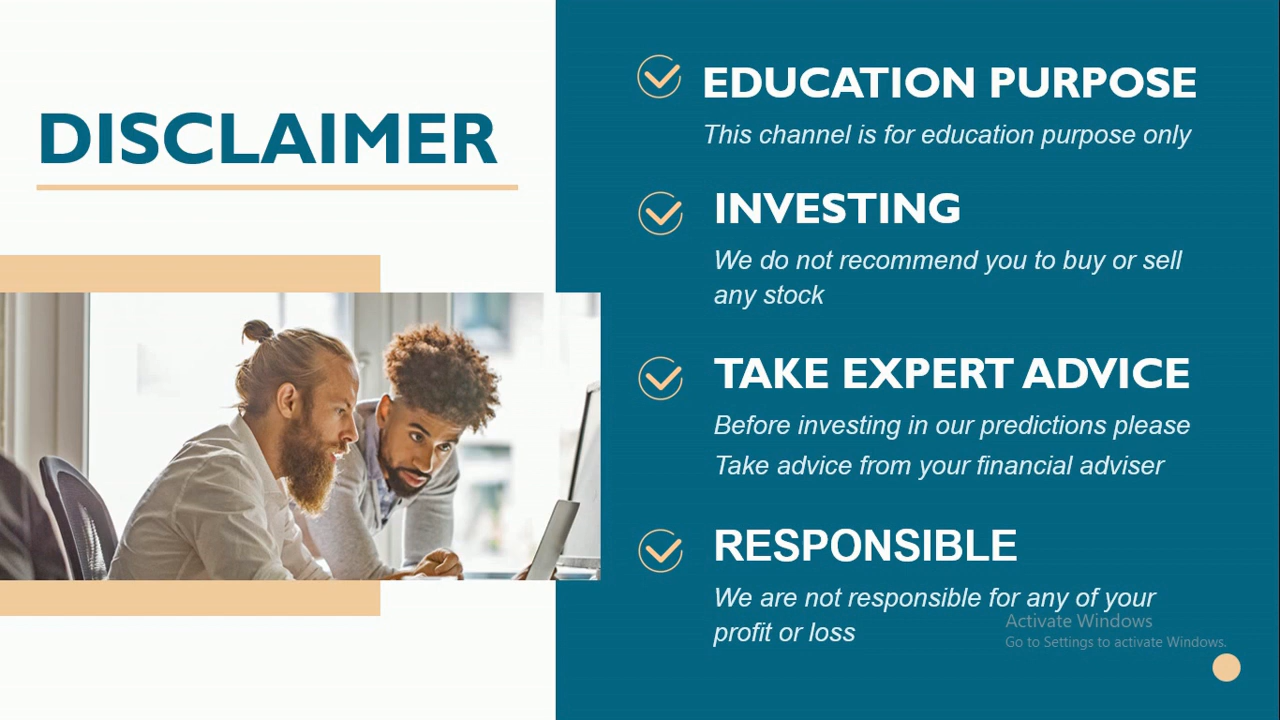 DISCLAIMER
EDUCATION PURPOSE
This channel is for education purpose only
INVESTING
We do not recommend you to buy or sell
any stock
TAKE EXPERT ADVICE
Before investing in our predictions please
Take advice from your financial adviser
RESPONSIBLE
We are not responsible for any of your
profit or loss
Activate Windows
Go to Settings to activate Windows.